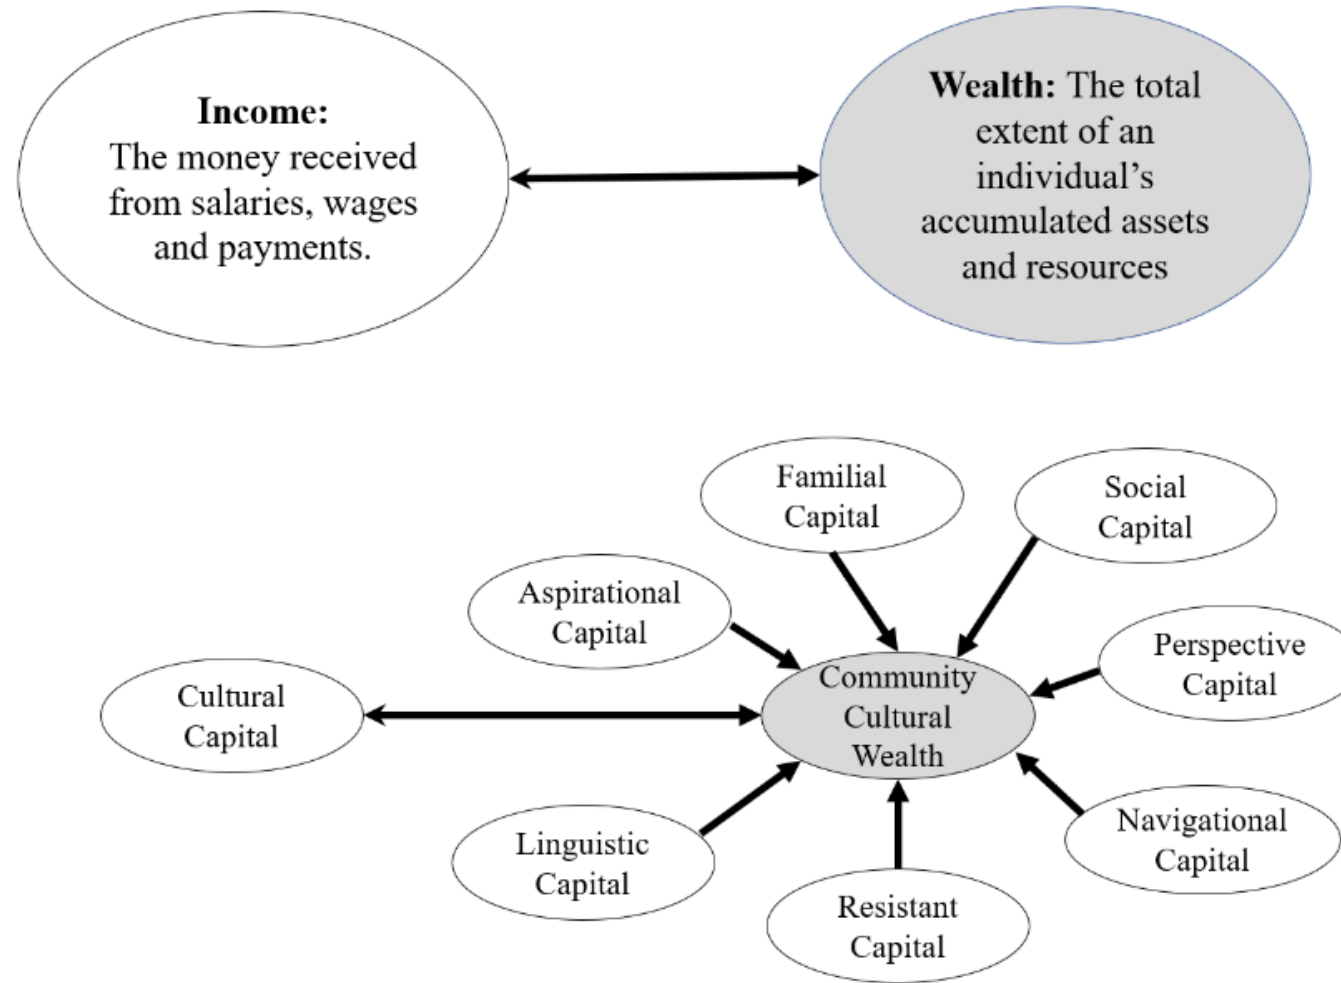 Income:
The money received
from salaries, wages
and payments.
Wealth: The total
extent of an
individual’s
accumulated assets
and resources
Familial
Capital
Social
Capital
Aspirational
Capital
Perspective
Capital
Cultural
Capital
Community
Cultural
Wealth
Navigational
Capital
Linguistic
Capital
Resistant
Capital